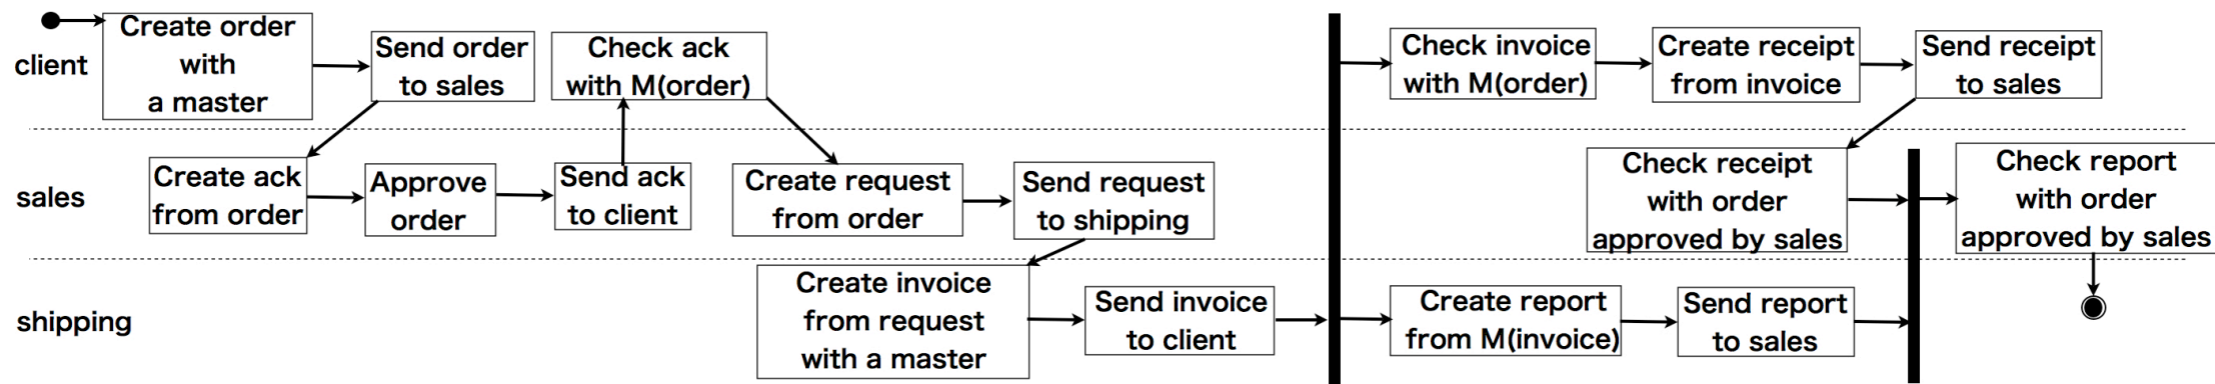 client
Create order
with
a master
Send order
to sales
Check ack
with M(order)
Check invoice
with M(order)
Create receipt
from invoice
Send receipt
to sales
sales
Create ack
from order
Approve
order
Send ack
to client
Create request
from order
Send request
to shipping
Check receipt
with order
approved by sales
Check report
with order
approved by sales
shipping
Create invoice
from request
with a master
Send invoice
to client
Create report
from M(invoice)
Send report
to sales